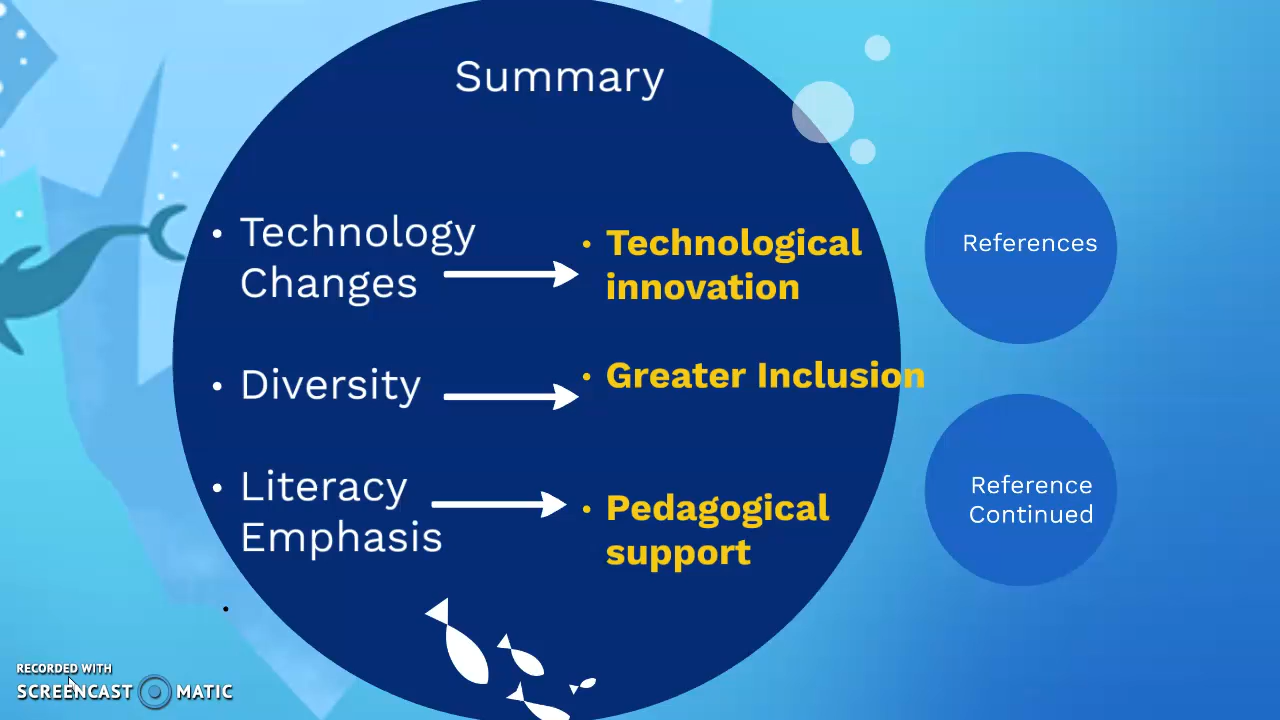 Summary
• Technology
Changes
• Technological
innovation
• Diversity
• Greater Inclusion
• Literacy
Emphasis
• Pedagogical
support
•
References
Reference
Continued
RECORDED WITH
SCREENCAST MATIC